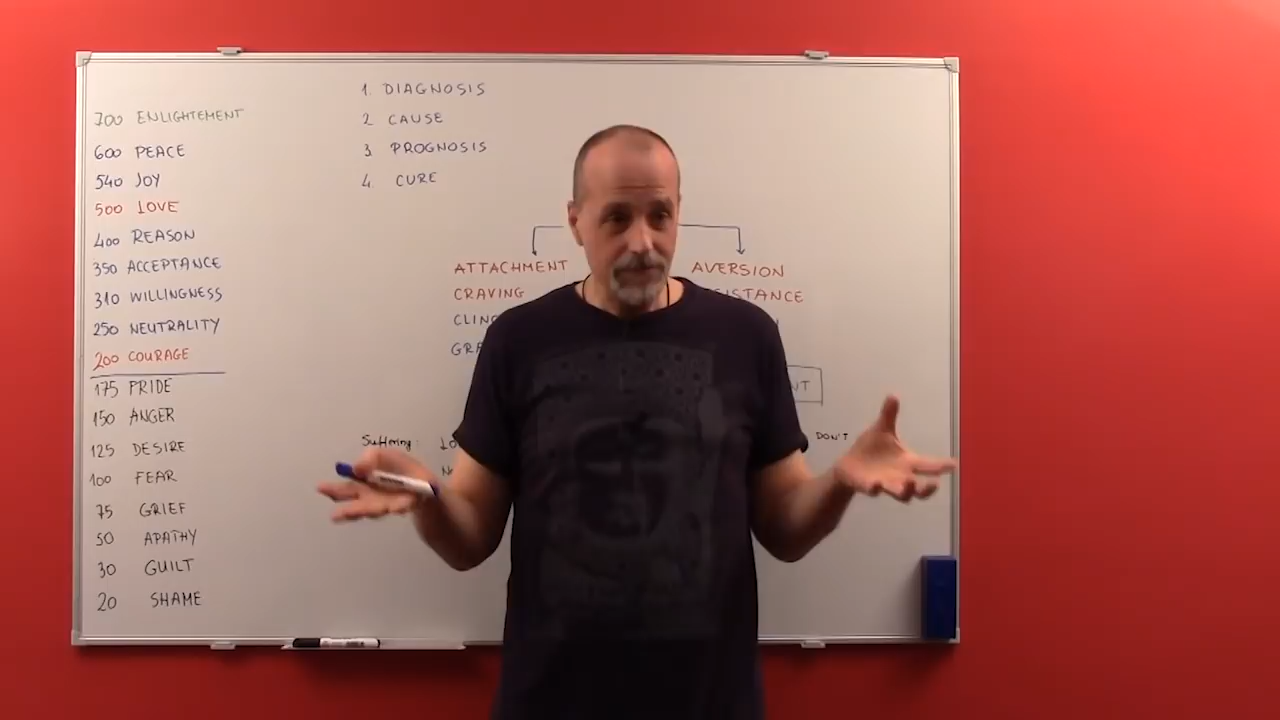 700 ENLIGHTEMENT
600 PEACE
540 JOY
500 LOVE
400 REASON
350 ACCEPTANCE
310 WILLINGNESS
250 NEUTRALITY
200 COURAGE
175 PRIDE
150 ANGER
125 DESIRE
100 FEAR
75 GRIEF
50 APATHY
30 GUILT
20 SHAME
1. DIAGNOSIS
2 CAUSE
3. PROGNOSIS
4. CURE
ATTACHMENT
CRAVING
AVERSION
Suffering:
DON'T